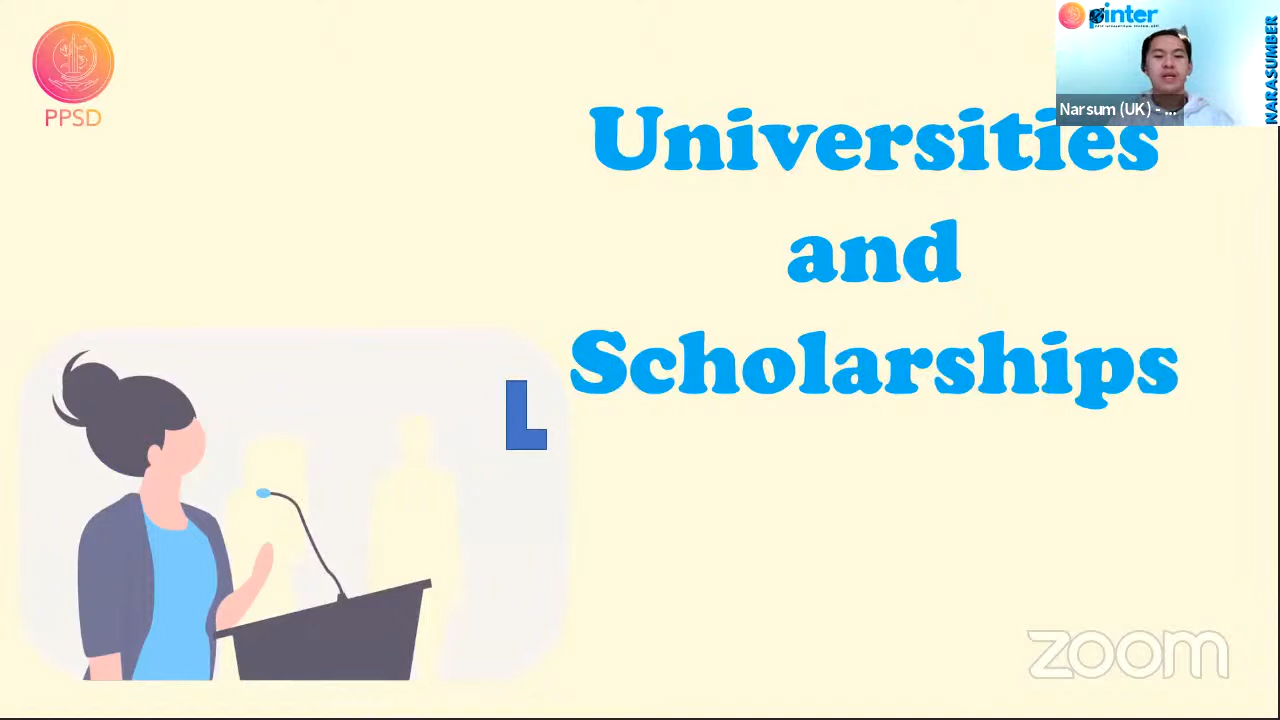 PPSD
pinter
NARASUMBER
Narsum (UK) - ...
Universities
and
Scholarships
zoom